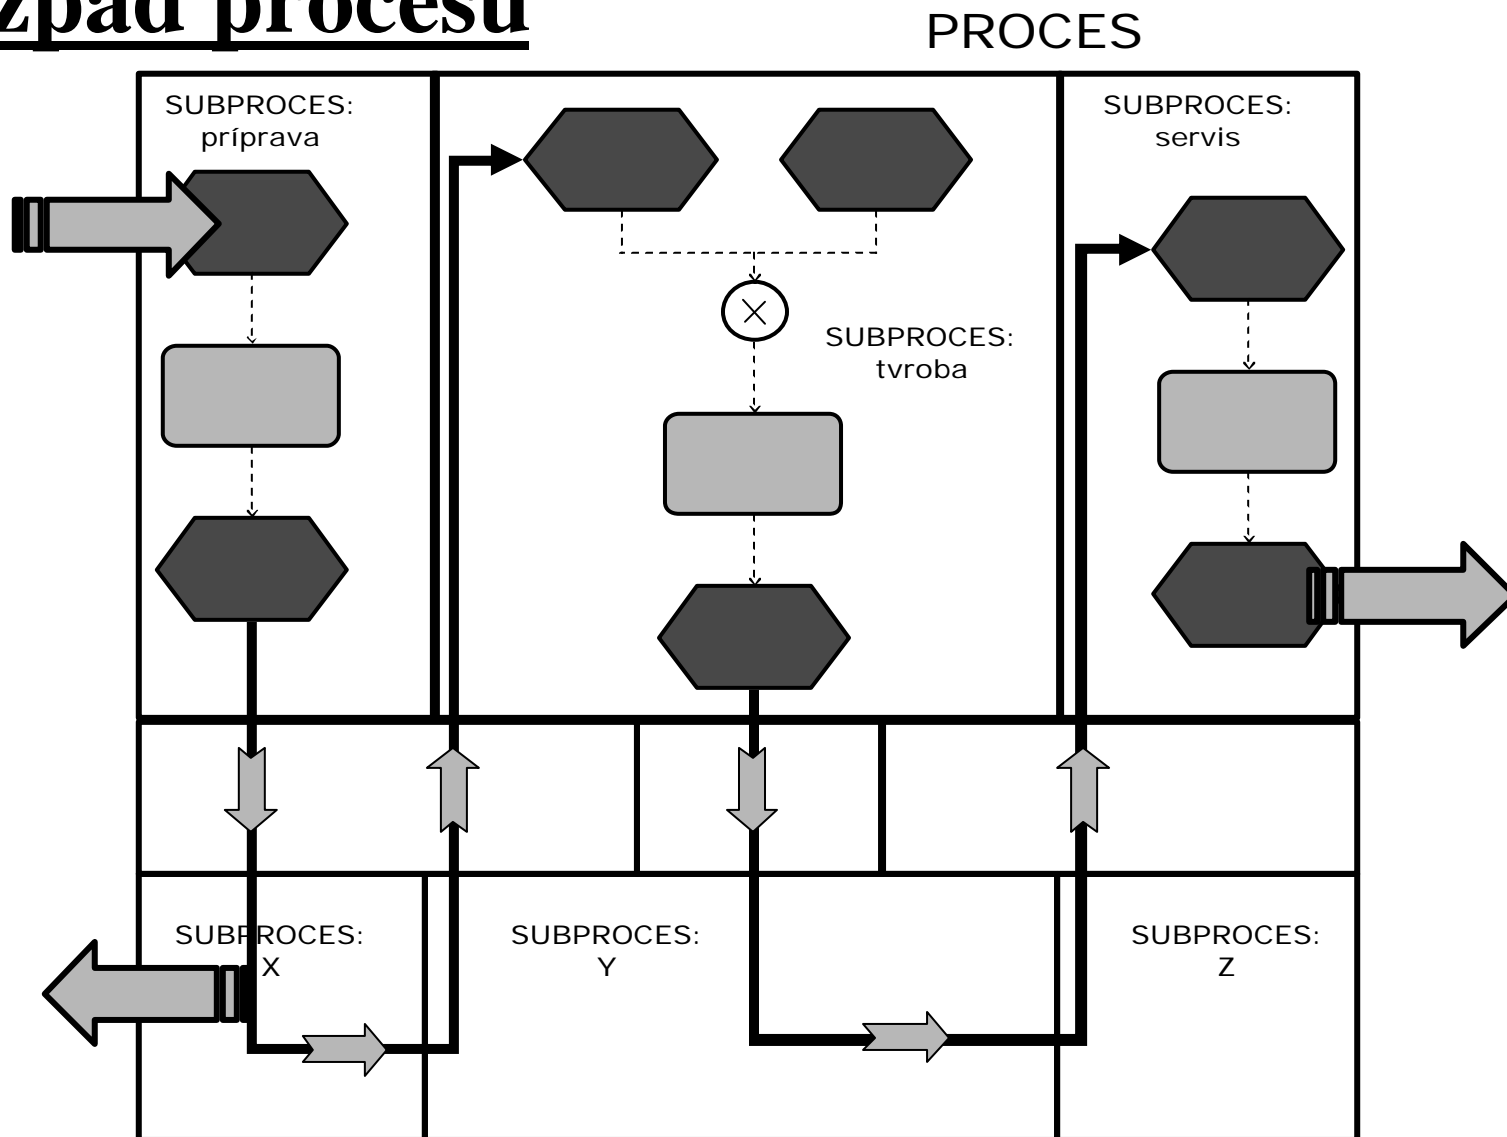 zpad procesu
PROCES
SUBPROCES:
príprava
SUBPROCES:
servis
SUBPROCES:
tvroba
SUBPROCES:
X
SUBPROCES:
Y
SUBPROCES:
Z